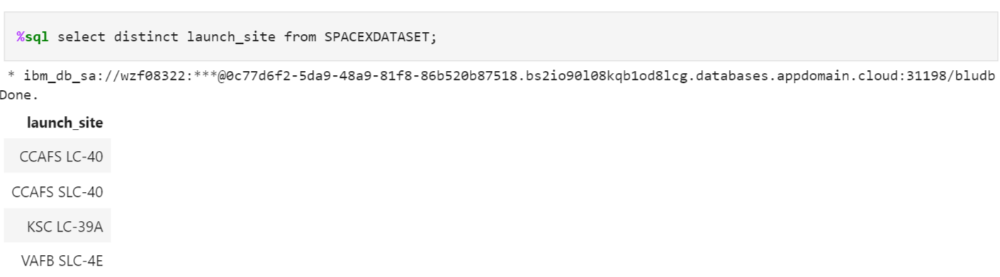 %sql select distinct launch_site from SPACEXDATASET;
* ibm_db_sa://wzf08322:***@0c77d6f2-5da9-48a9-81f8-86b520b87518.bs2io90l08kqb1od8lcg.databases.appdomain.cloud:31198/bludb
Done.
launch_site
CCAFS LC-40
CCAFS SLC-40
KSC LC-39A
VAFB SLC-4E